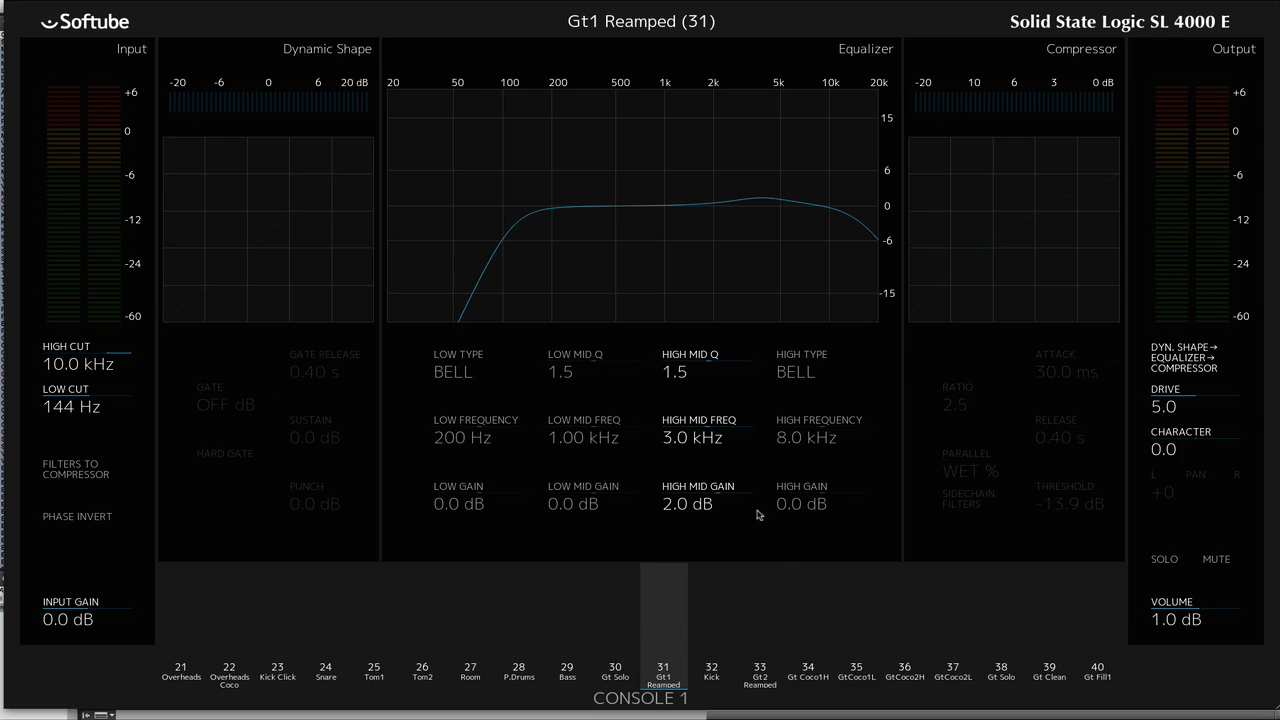 Softube
Gt1 Reamped (31)
Solid State Logic SL 4000 E
Input
Dynamic Shape
Equalizer
Compressor
Output
+6
0
-6
-12
-24
-60
-20 -6 0 6 20 dB
20 50 100 200 500 1k 2k 5k 10k 20k
15
6
0
-6
-15
-20 10 6 3 0 dB
+6
0
-6
-12
-24
-60
HIGH CUT
10.0 kHz
LOW CUT
144 Hz
FILTERS TO
COMPRESSOR
PHASE INVERT
INPUT GAIN
0.0 dB
GATE RELEASE
0.40 s
GATE
OFF dB
SUSTAIN
0.0 dB
HARD GATE
PUNCH
0.0 dB
LOW TYPE
BELL
LOW MID Q
1.5
HIGH MID Q
1.5
HIGH TYPE
BELL
LOW FREQUENCY
200 Hz
LOW MID FREQ
1.00 kHz
HIGH MID FREQ
3.0 kHz
HIGH FREQUENCY
8.0 kHz
LOW GAIN
0.0 dB
LOW MID GAIN
0.0 dB
HIGH MID GAIN
2.0 dB
HIGH GAIN
0.0 dB
ATTACK
30.0 ms
RATIO
2.5
RELEASE
0.40 s
PARALLEL
WET %
SIDECHAIN
FILTERS
THRESHOLD
-13.9 dB
DYN. SHAPE→
EQUALIZER→
COMPRESSOR
DRIVE
5.0
CHARACTER
0.0
L PAN R
+0
SOLO MUTE
VOLUME
1.0 dB
21
Overheads
22
Overheads
Coco
23
Kick Click
24
Snare
25
Tom1
26
Tom2
27
Room
28
P.Drums
29
Bass
30
Gt Solo
31
Gt1
Reamped
32
Kick
33
Gt2
Reamped
34
Gt Coco1H
35
GtCoco1L
36
GtCoco2H
37
GtCoco2L
38
Gt Solo
39
Gt Clean
40
Gt Fill1
CONSOLE 1